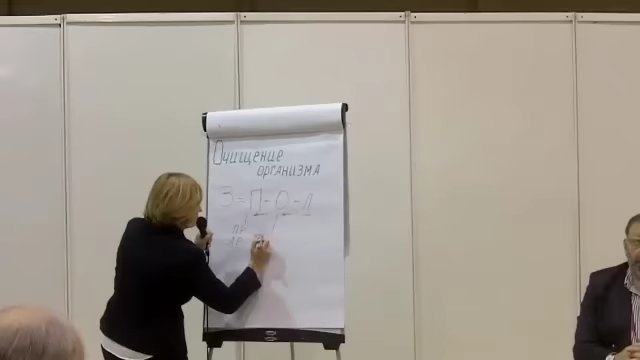 Очищение
организма
З = П - О - Л